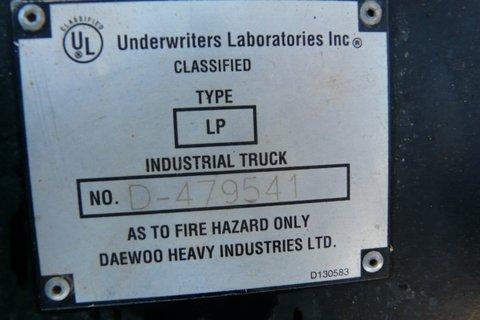 CLASSIFIED
UL
Underwriters Laboratories Inc®
CLASSIFIED
TYPE
LP
INDUSTRIAL TRUCK
NO. D-479541
AS TO FIRE HAZARD ONLY
DAEWOO HEAVY INDUSTRIES LTD.
D130583